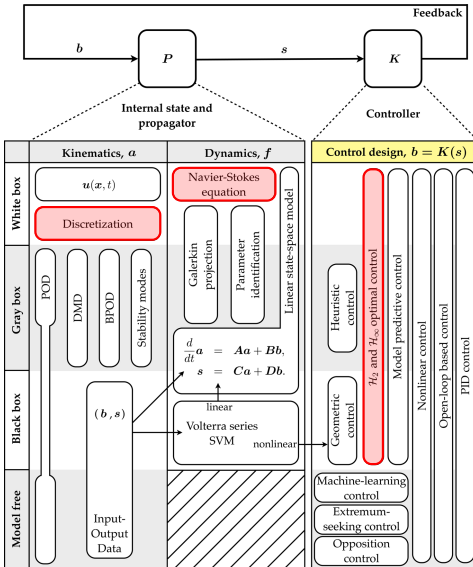 Feedback
b
P
s
K
Internal state and
propagator
Controller
Kinematics, a
Dynamics, f
Control design, b = K(s)
White box
u(x, t)
Discretization
Navier-Stokes
equation
Linear state-space model
Gray box
POD
DMD
BPOD
Stability modes
Galerkin
projection
Parameter
identification
d/dt a = Aa + Bb,
s = Ca + Db.
Heuristic
control
H2 and H∞ optimal control
Model predictive control
Nonlinear control
Open-loop based control
PID control
Black box
(b, s)
linear
Volterra series
SVM
nonlinear
Geometric
control
Model free
Input-
Output
Data
Machine-learning
control
Extremum-
seeking control
Opposition
control